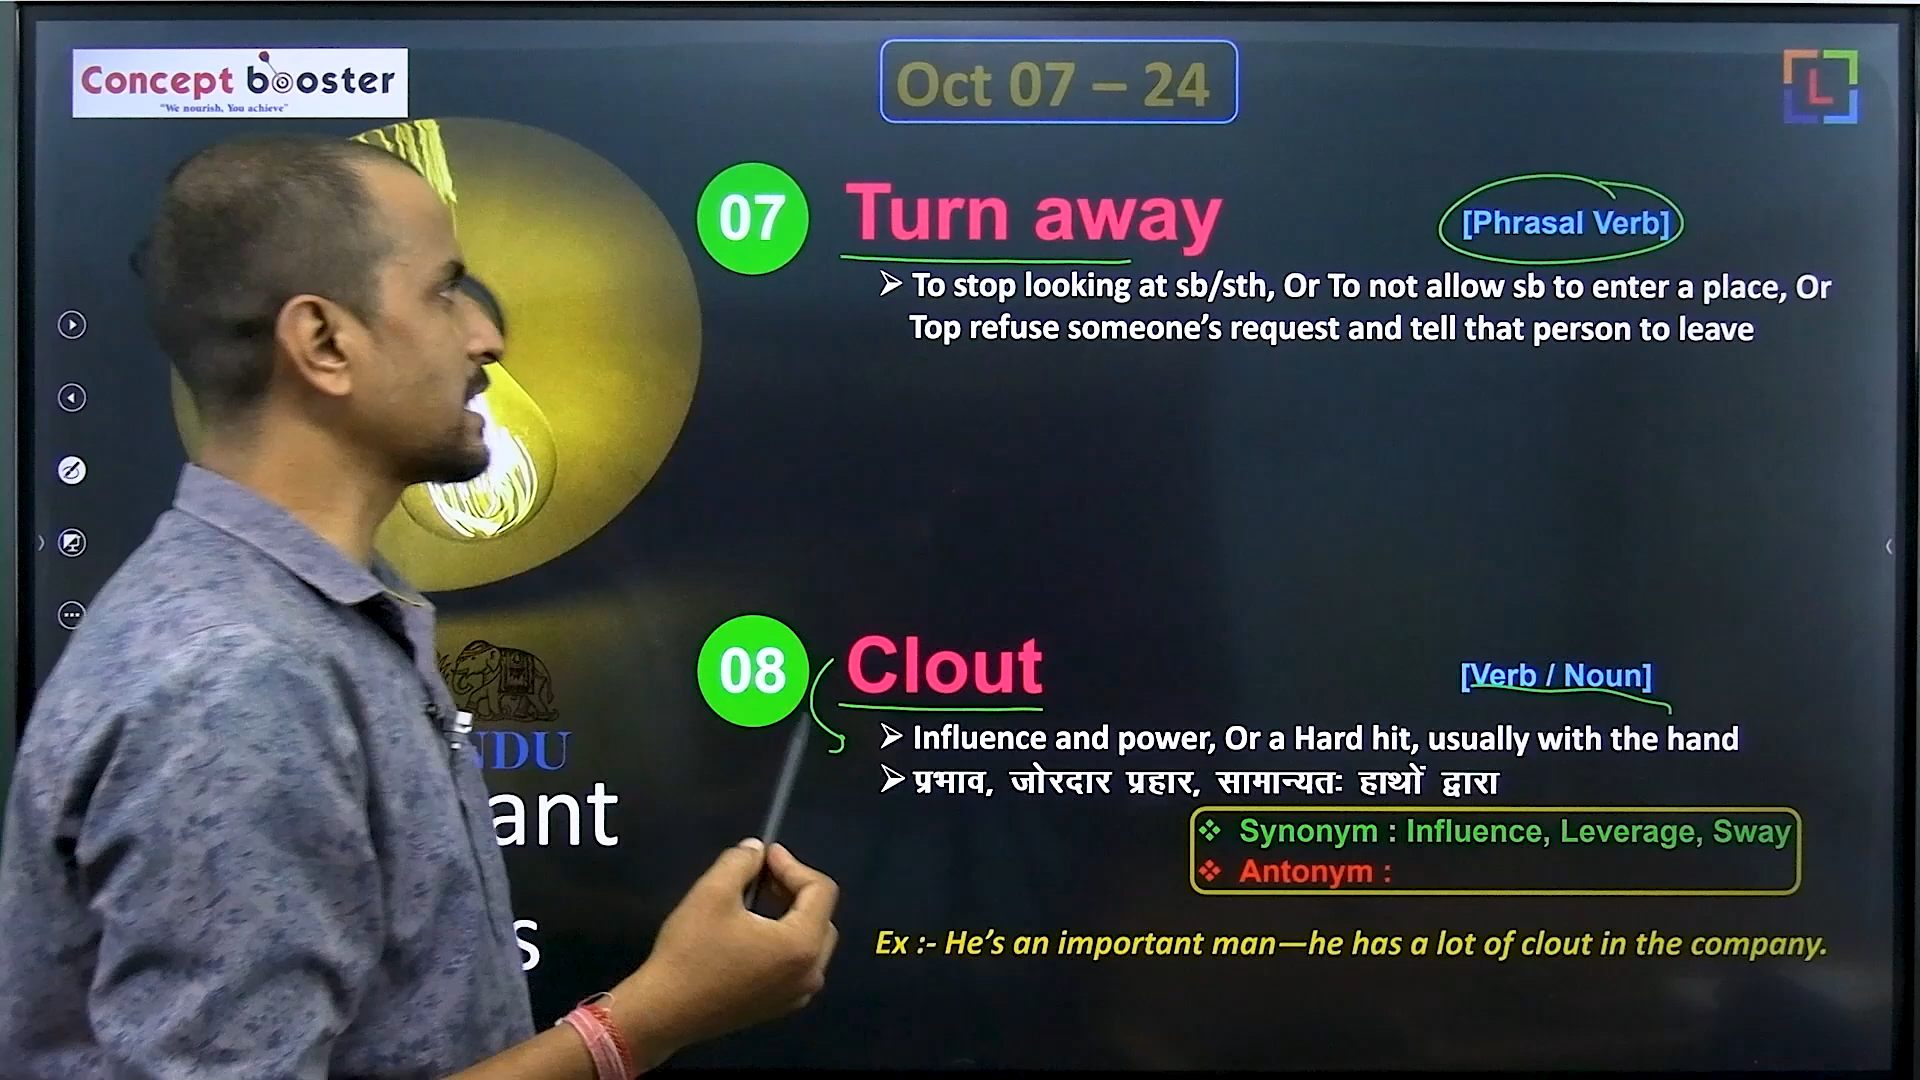 Concept booster
"We nourish, You achieve"
Oct 07 – 24
L
07
Turn away
[Phrasal Verb]
➢ To stop looking at sb/sth, Or To not allow sb to enter a place, Or
Top refuse someone’s request and tell that person to leave
08
Clout
[Verb / Noun]
➢ Influence and power, Or a Hard hit, usually with the hand
➢ प्रभाव, जोरदार प्रहार, सामान्यतः हाथों द्वारा
❖ Synonym : Influence, Leverage, Sway
❖ Antonym :
Ex :- He’s an important man—he has a lot of clout in the company.
NDU
ant
s